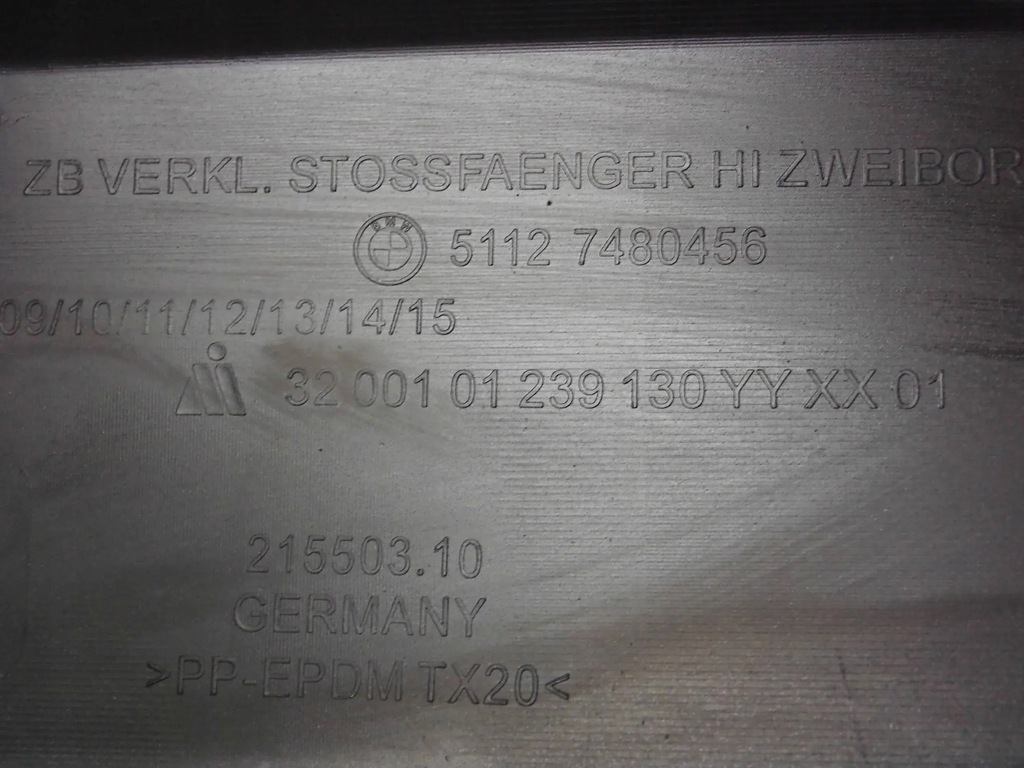 ZB VERKL. STOSSFAENGER HI ZWEIBOR
BMW 5112 7480456
09/10/11/12/13/14/15
32 001 01 239 130 YY XX 01
215503.10
GERMANY
>PP-EPDM TX20<